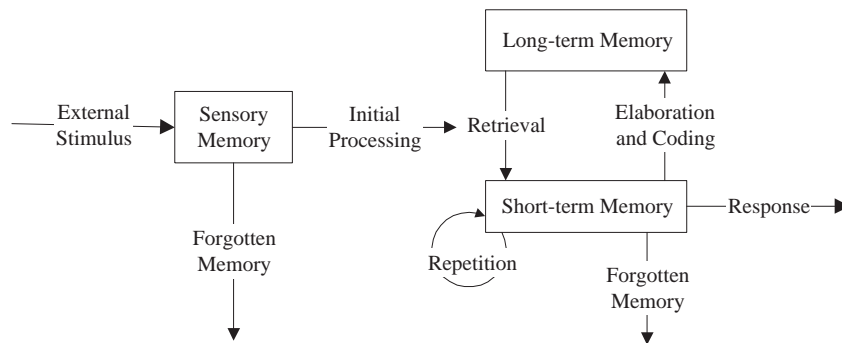 Long-term Memory
External
Stimulus
Sensory
Memory
Initial
Processing
Retrieval
Elaboration
and Coding
Short-term Memory
Response
Forgotten
Memory
Repetition
Forgotten
Memory